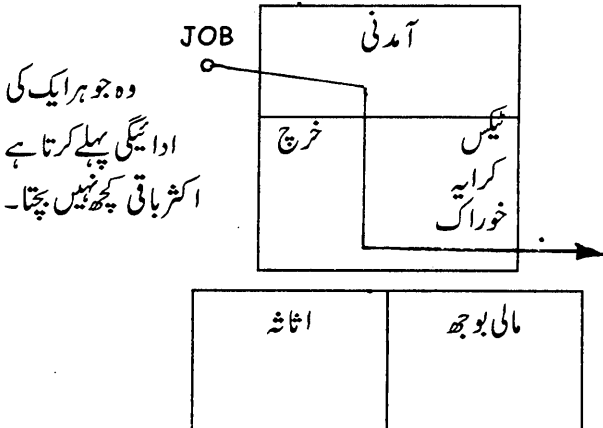 JOB
آمدنی
وہ جو ہر ایک کی
ادائیگی پہلے کرتا ہے
اکثر باقی کچھ نہیں بچتا۔
خرچ
ٹیکس
کرایہ
خوراک
اثاثہ
مالی بوجھ